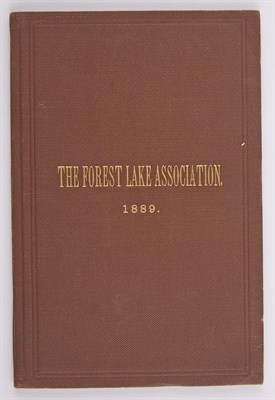 THE FOREST LAKE ASSOCIATION.
1889.